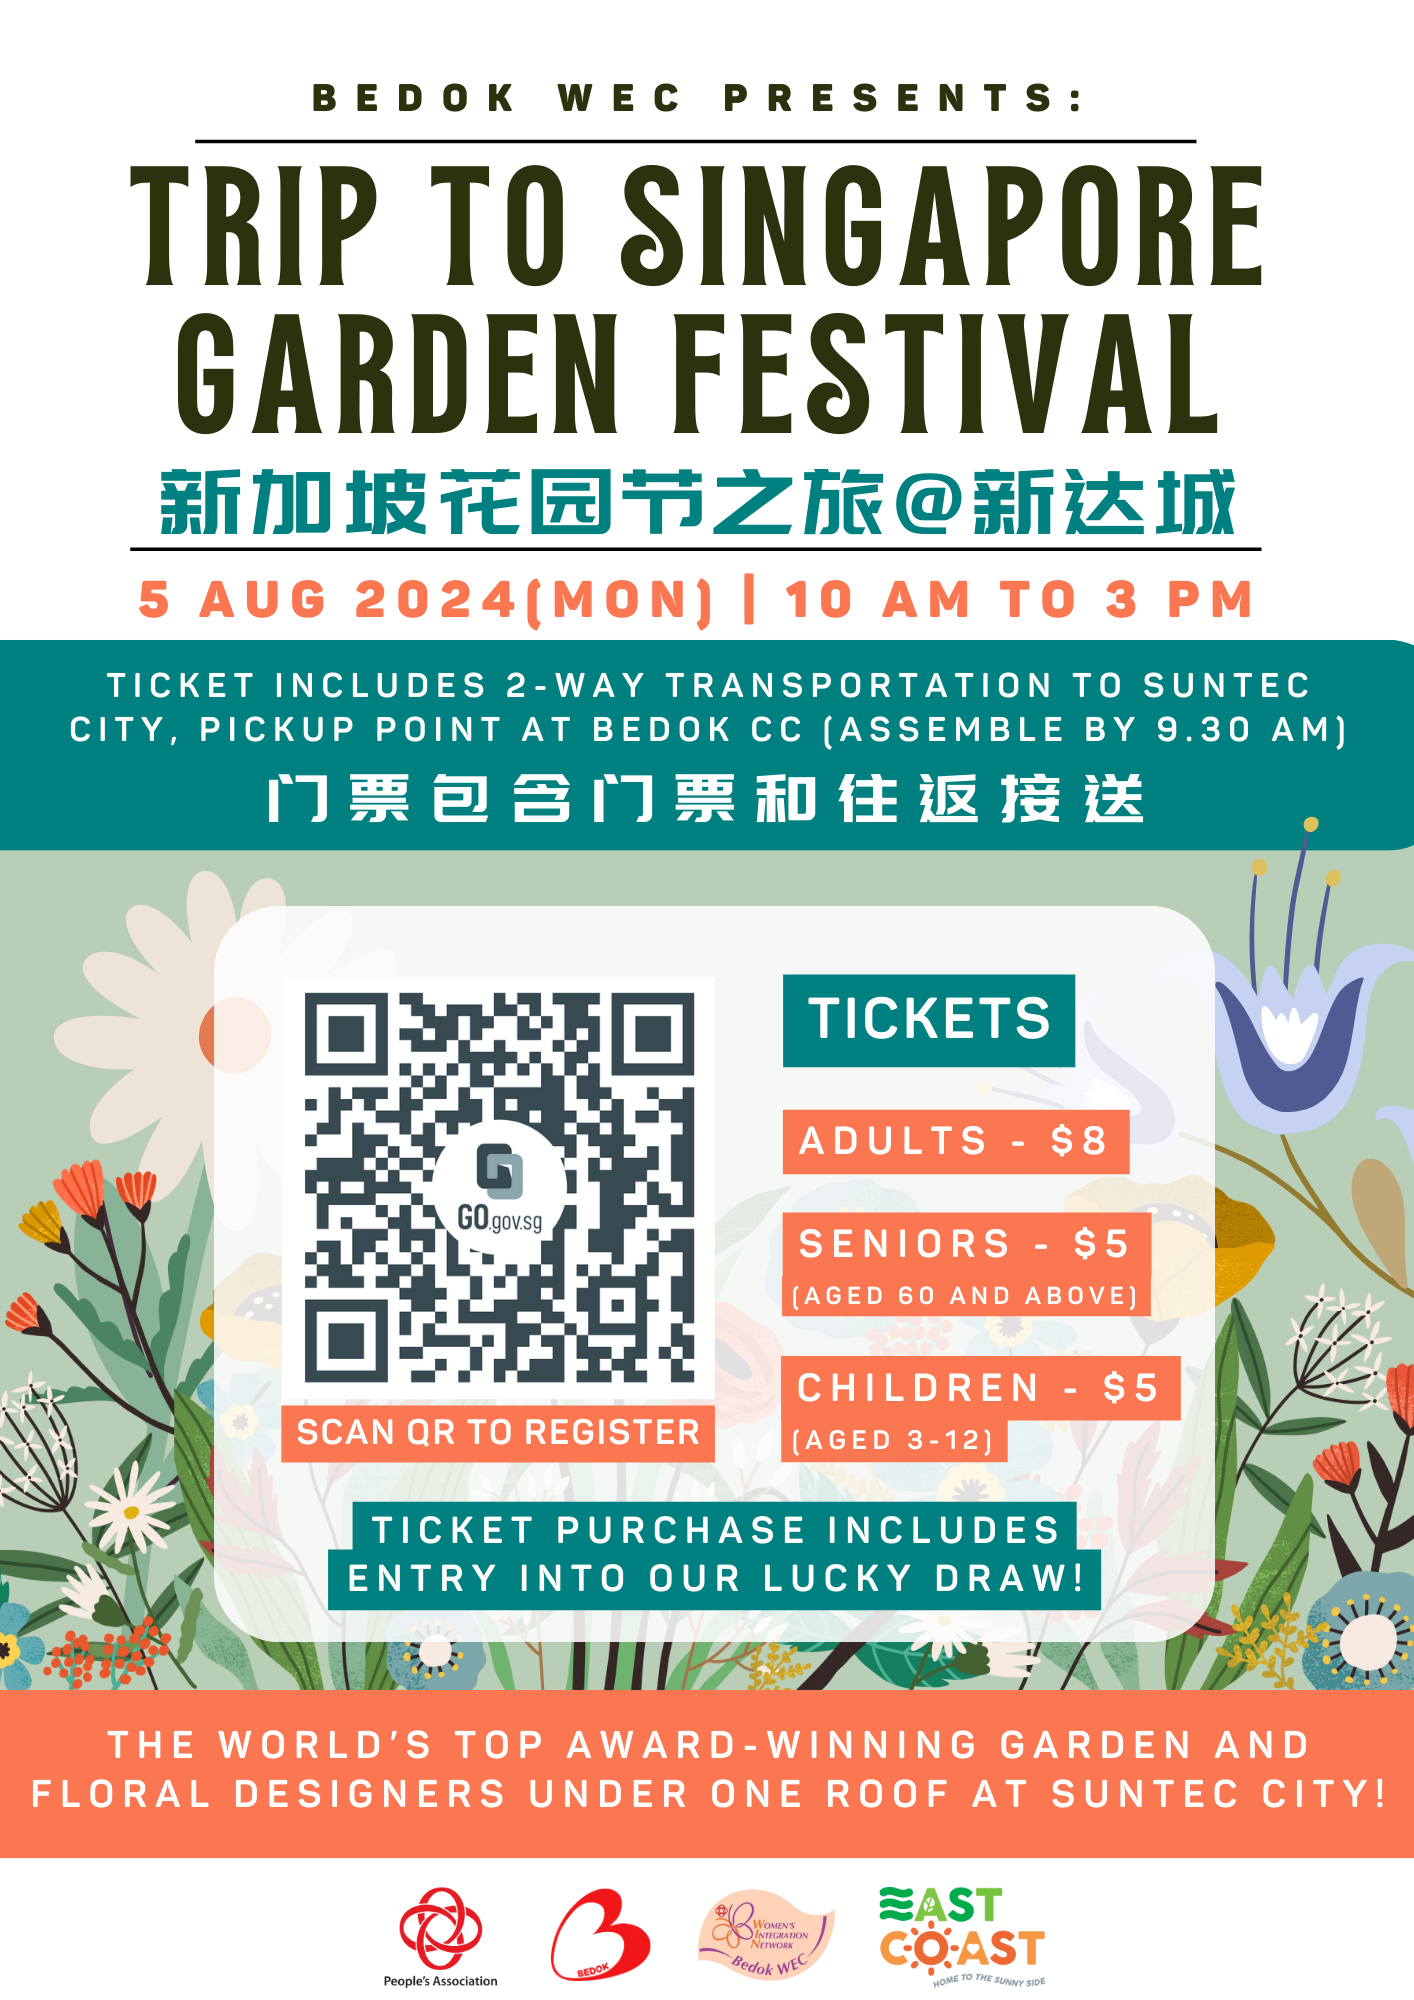 BEDOK WEC PRESENTS:
TRIP TO SINGAPORE
GARDEN FESTIVAL
新加坡花园节之旅@新达城
5 AUG 2024(MON) | 10 AM TO 3 PM
TICKET INCLUDES 2-WAY TRANSPORTATION TO SUNTEC
CITY, PICKUP POINT AT BEDOK CC (ASSEMBLE BY 9.30 AM)
门票包含门票和往返接送
GO.gov.sg
SCAN QR TO REGISTER
TICKETS
ADULTS - $8
SENIORS - $5
(AGED 60 AND ABOVE)
CHILDREN - $5
(AGED 3-12)
TICKET PURCHASE INCLUDES
ENTRY INTO OUR LUCKY DRAW!
THE WORLD'S TOP AWARD-WINNING GARDEN AND
FLORAL DESIGNERS UNDER ONE ROOF AT SUNTEC CITY!
People's Association
BEDOK
WOMEN'S
INTEGRATION
NETWORK
Bedok WEC
EAST
COAST
HOME TO THE SUNNY SIDE